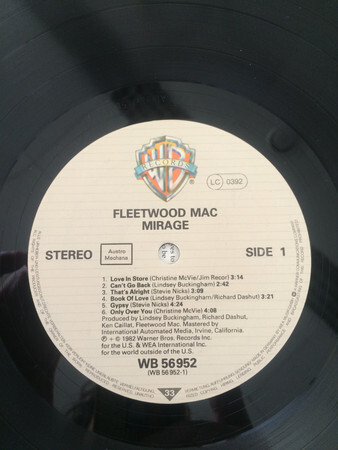 WB
RECORDS
®
LC 0392
FLEETWOOD MAC
MIRAGE
STEREO
Austro
Mechana
SIDE 1
1. Love In Store (Christine McVie/Jim Recor) 3:14
2. Can't Go Back (Lindsey Buckingham) 2:42
3. That's Alright (Stevie Nicks) 3:09
4. Book Of Love (Lindsey Buckingham/Richard Dashut) 3:21
5. Gypsy (Stevie Nicks) 4:24
6. Only Over You (Christine McVie) 4:08
Produced by Lindsey Buckingham, Richard Dashut,
Ken Caillat, Fleetwood Mac. Mastered by
International Automated Media, Irvine, California.
℗ + © 1982 Warner Bros. Records Inc.
for the U.S. & WEA International Inc.
for the world outside of the U.S.
WB 56952
(WB 56 952-1)
33